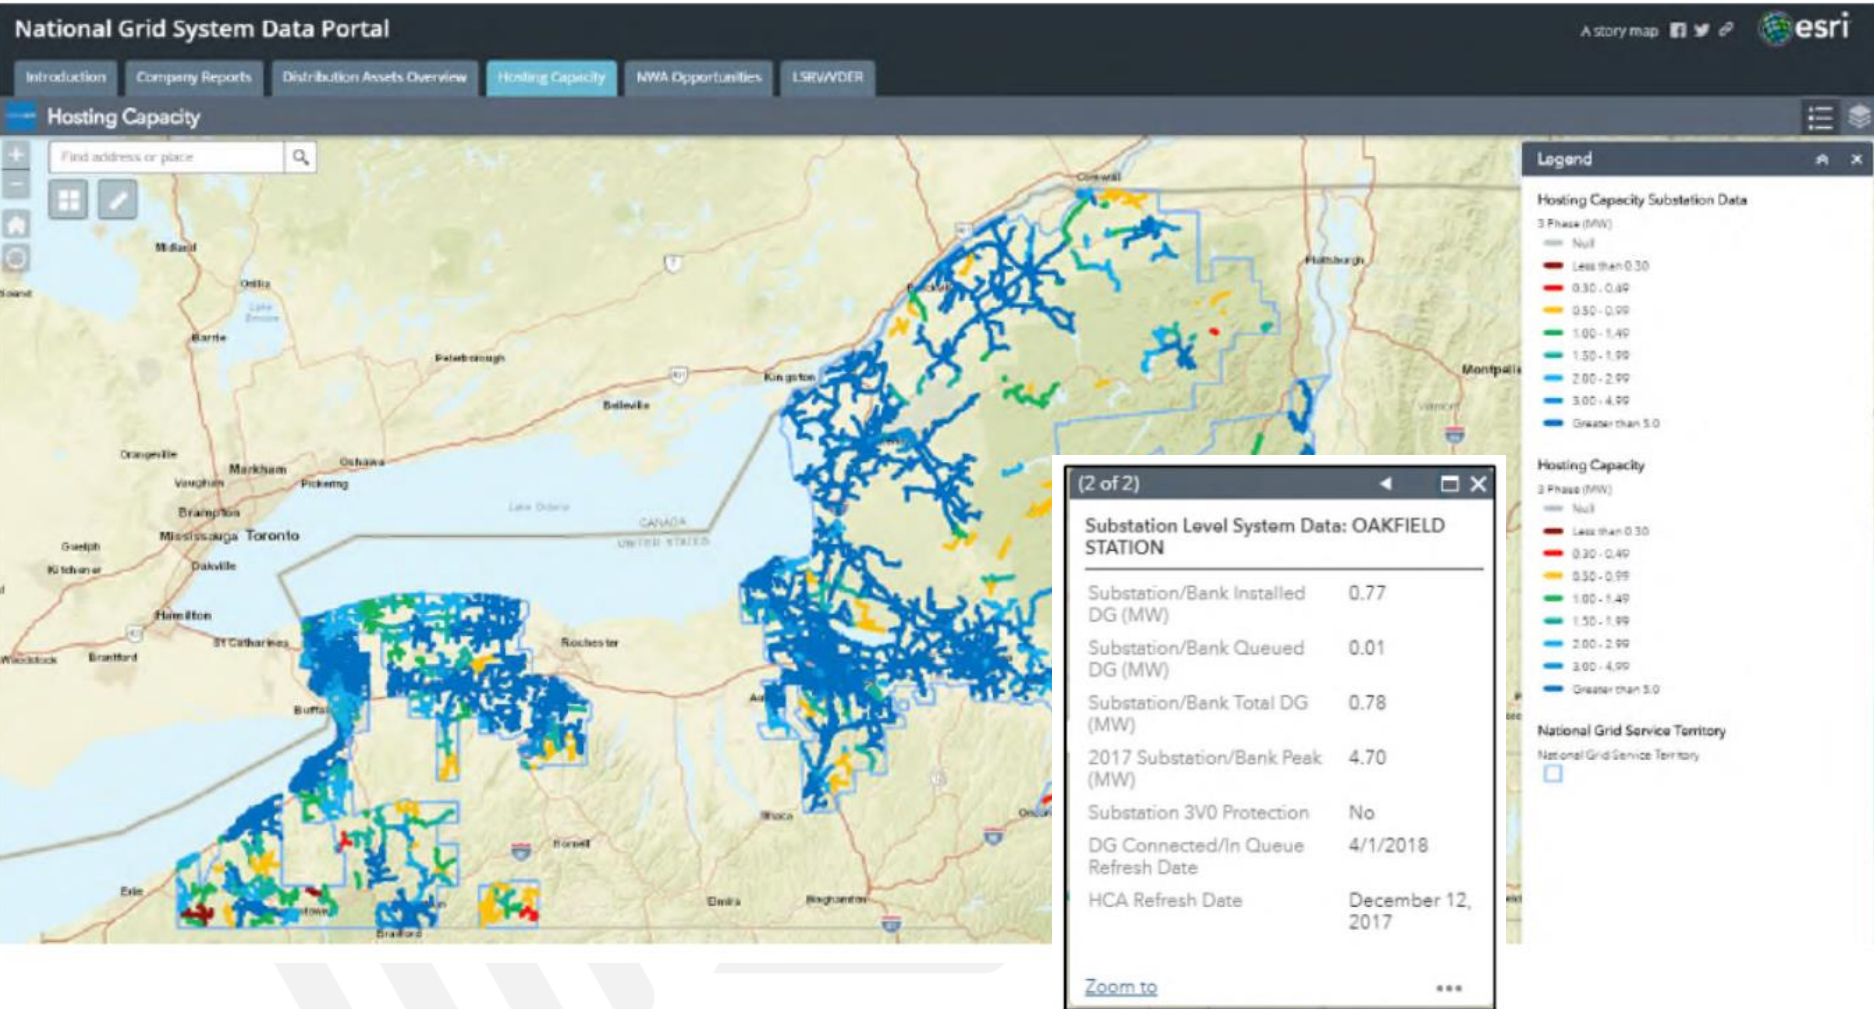 National Grid System Data Portal
A story map
esri
Introduction
Company Reports
Distribution Assets Overview
Hosting Capacity
NWA Opportunities
LSRV/VDER
Hosting Capacity
Find address or place
Legend
Hosting Capacity Substation Data
3 Phase (MW)
Null
Less than 0.30
0.30 - 0.49
0.50 - 0.99
1.00 - 1.49
1.50 - 1.99
2.00 - 2.99
3.00 - 4.99
Greater than 5.0
Hosting Capacity
3 Phase (MW)
Null
Less than 0.30
0.30 - 0.49
0.50 - 0.99
1.00 - 1.49
1.50 - 1.99
2.00 - 2.99
3.00 - 4.99
Greater than 5.0
National Grid Service Territory
National Grid Service Territory
Cornwall
Midland
Plattsburgh
Orillia
Lake
Simcoe
Barrie
Peterborough
Kingston
Belleville
Montpelie
Vermont
Orangeville
Markham
Oshawa
Vaughan
Pickering
Brampton
Lake Ontario
CANADA
UNITED STATES
Mississauga
Toronto
Guelph
Kitchener
Oakville
Hamilton
St Catharines
Rochester
Woodstock
Brantford
Buffal
Au
Ithaca
Hornell
Erie
Elmira
Binghamton
stown
Bradford
(2 of 2)
Substation Level System Data: OAKFIELD
STATION
Substation/Bank Installed 0.77
DG (MW)
Substation/Bank Queued 0.01
DG (MW)
Substation/Bank Total DG 0.78
(MW)
2017 Substation/Bank Peak 4.70
(MW)
Substation 3V0 Protection No
DG Connected/In Queue 4/1/2018
Refresh Date
HCA Refresh Date December 12,
2017
Zoom to